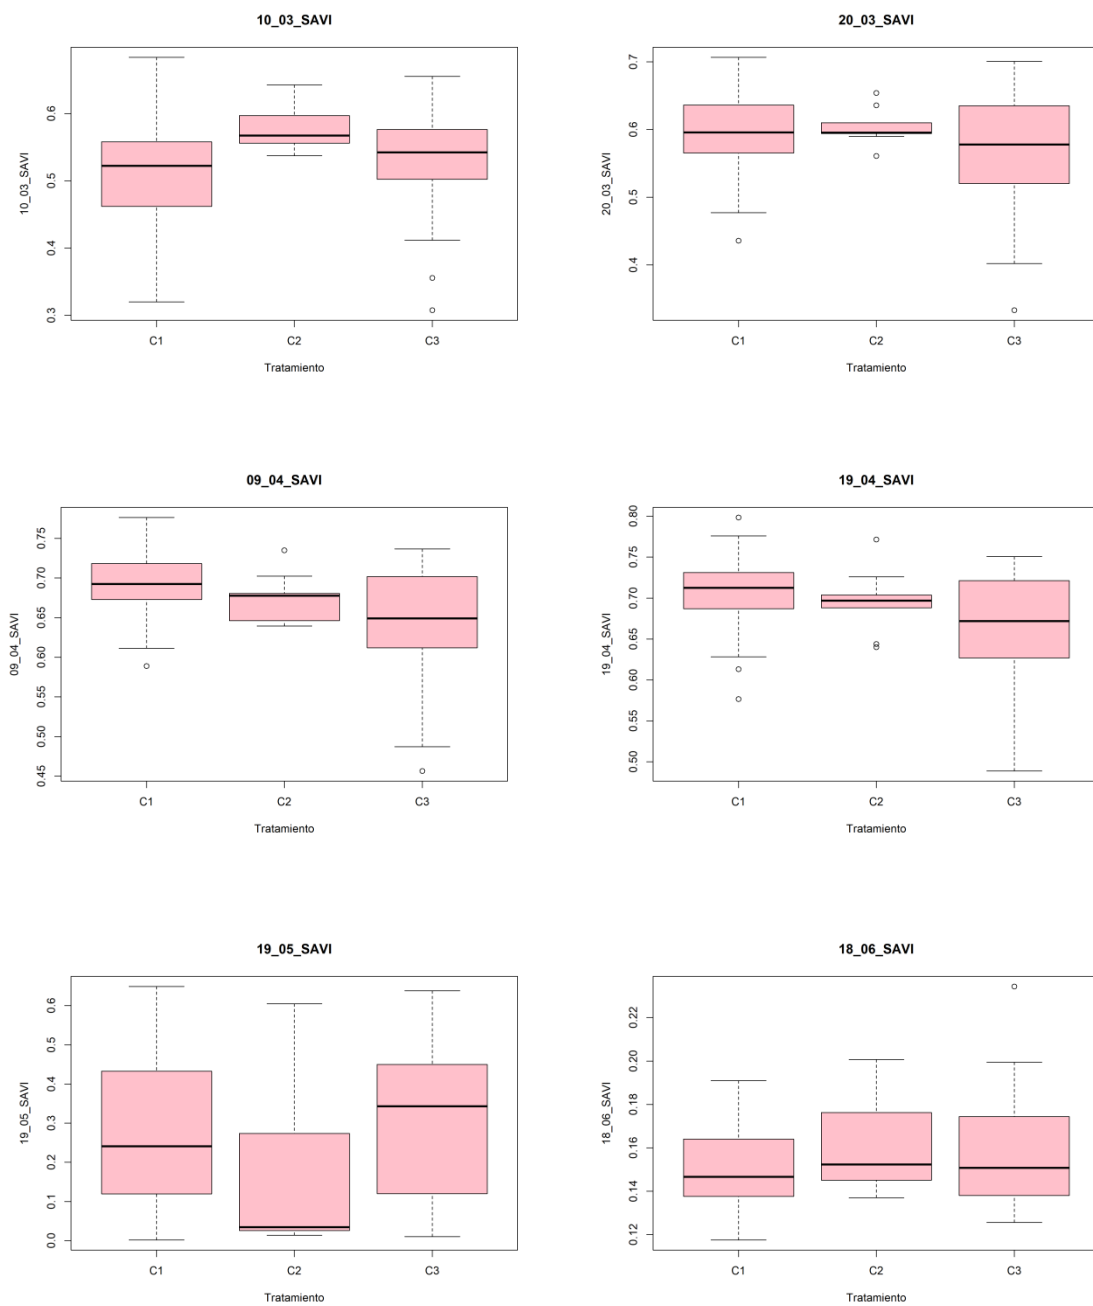 10_03_SAVI
10_03_SAVI
0.6
0.5
0.4
0.3
C1 C2 C3
Tratamiento
20_03_SAVI
20_03_SAVI
0.7
0.6
0.5
0.4
C1 C2 C3
Tratamiento
09_04_SAVI
09_04_SAVI
0.75
0.70
0.65
0.60
0.55
0.50
0.45
C1 C2 C3
Tratamiento
19_04_SAVI
19_04_SAVI
0.80
0.75
0.70
0.65
0.60
0.55
0.50
C1 C2 C3
Tratamiento
19_05_SAVI
19_05_SAVI
0.6
0.5
0.4
0.3
0.2
0.1
0.0
C1 C2 C3
Tratamiento
18_06_SAVI
18_06_SAVI
0.22
0.20
0.18
0.16
0.14
0.12
C1 C2 C3
Tratamiento